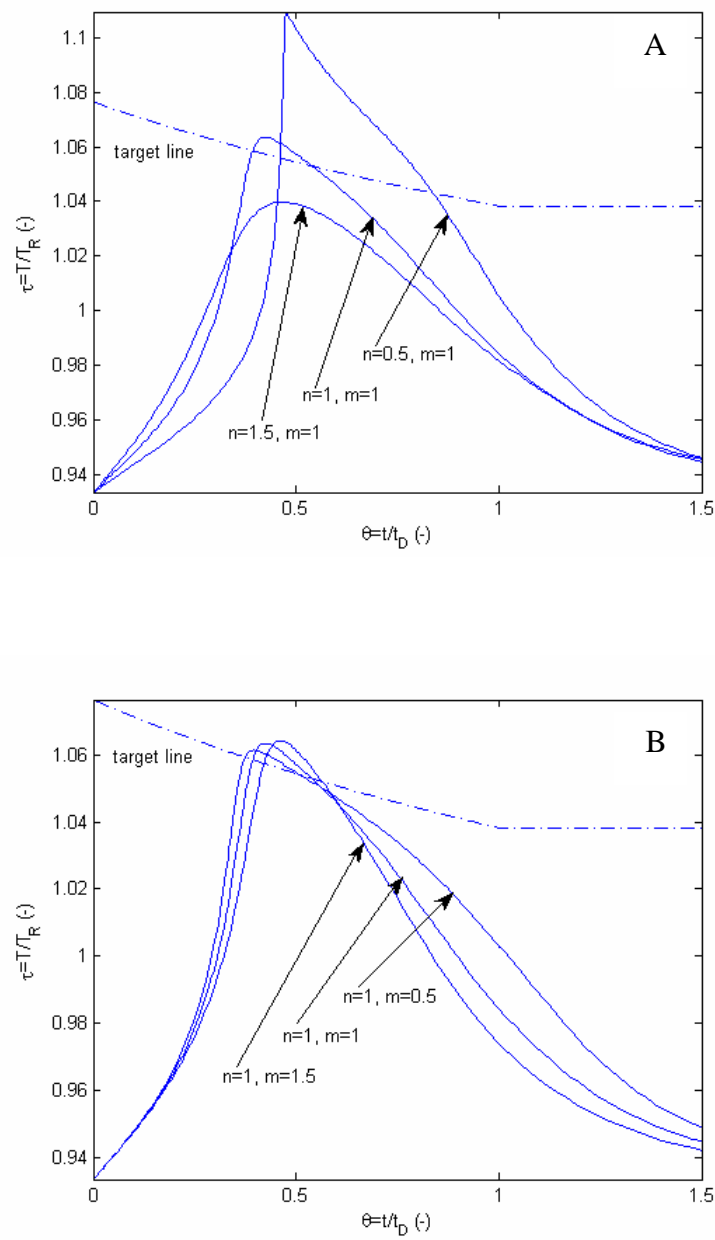 A
1.1
1.08
1.06
1.04
1.02
1
0.98
0.96
0.94
target line
n=0.5, m=1
n=1, m=1
n=1.5, m=1
τ=T/T_R (-)
0
0.5
1
1.5
θ=t/t_D (-)
B
1.06
1.04
1.02
1
0.98
0.96
0.94
target line
n=1, m=0.5
n=1, m=1
n=1, m=1.5
τ=T/T_R (-)
0
0.5
1
1.5
θ=t/t_D (-)